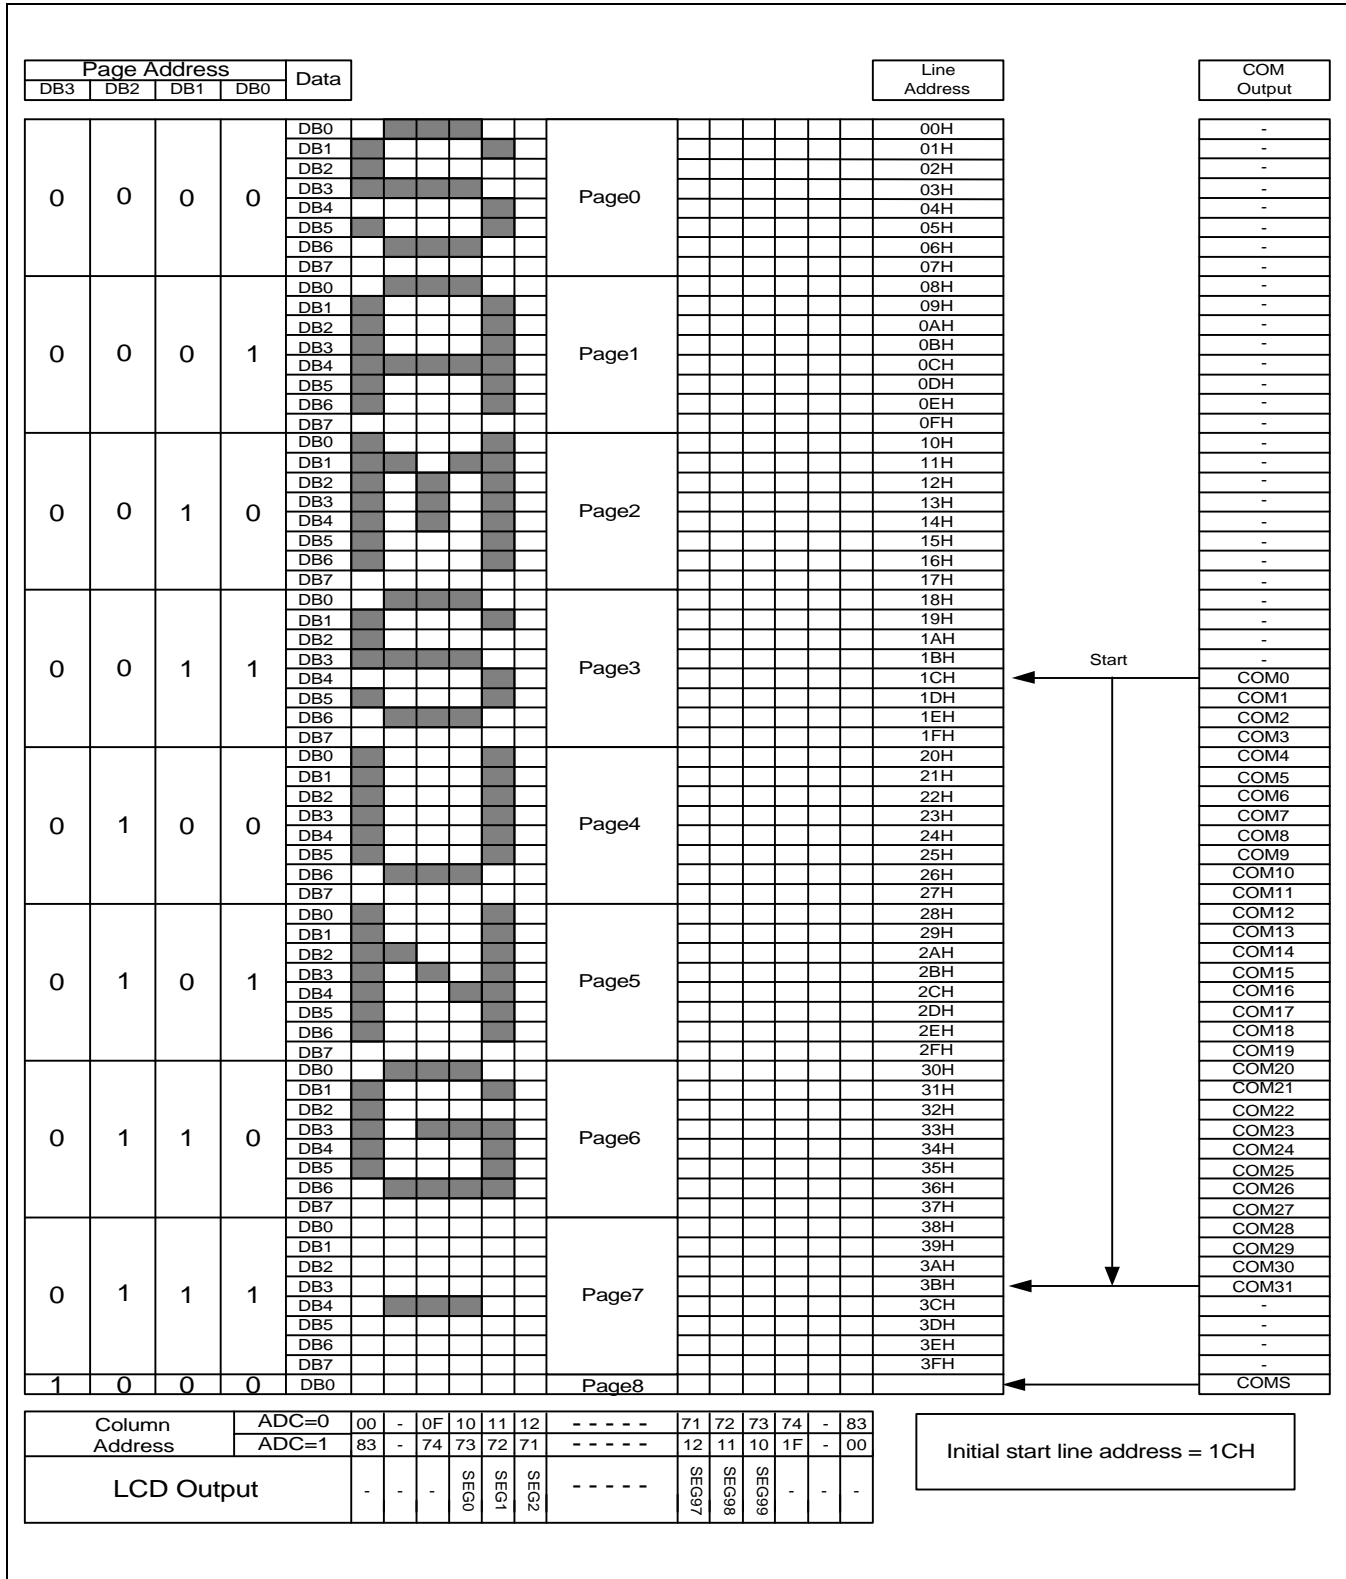 Page Address Data Line Address COM Output
DB3 DB2 DB1 DB0
0 0 0 0 Page0
DB0 00H -
DB1 01H -
DB2 02H -
DB3 03H -
DB4 04H -
DB5 05H -
DB6 06H -
DB7 07H -
0 0 0 1 Page1
DB0 08H -
DB1 09H -
DB2 0AH -
DB3 0BH -
DB4 0CH -
DB5 0DH -
DB6 0EH -
DB7 0FH -
0 0 1 0 Page2
DB0 10H -
DB1 11H -
DB2 12H -
DB3 13H -
DB4 14H -
DB5 15H -
DB6 16H -
DB7 17H -
0 0 1 1 Page3
DB0 18H -
DB1 19H -
DB2 1AH -
DB3 1BH -
Start
DB4 1CH COM0
DB5 1DH COM1
DB6 1EH COM2
DB7 1FH COM3
0 1 0 0 Page4
DB0 20H COM4
DB1 21H COM5
DB2 22H COM6
DB3 23H COM7
DB4 24H COM8
DB5 25H COM9
DB6 26H COM10
DB7 27H COM11
0 1 0 1 Page5
DB0 28H COM12
DB1 29H COM13
DB2 2AH COM14
DB3 2BH COM15
DB4 2CH COM16
DB5 2DH COM17
DB6 2EH COM18
DB7 2FH COM19
0 1 1 0 Page6
DB0 30H COM20
DB1 31H COM21
DB2 32H COM22
DB3 33H COM23
DB4 34H COM24
DB5 35H COM25
DB6 36H COM26
DB7 37H COM27
0 1 1 1 Page7
DB0 38H COM28
DB1 39H COM29
DB2 3AH COM30
DB3 3BH COM31
DB4 3CH -
DB5 3DH -
DB6 3EH -
DB7 3FH -
1 0 0 0 DB0 Page8 COMS
Column Address
ADC=0 00 - 0F 10 11 12 - - - - - 71 72 73 74 - 83
ADC=1 83 - 74 73 72 71 - - - - - 12 11 10 1F - 00
LCD Output - - - SEG0 SEG1 SEG2 - - - - - SEG97 SEG98 SEG99 - - -
Initial start line address = 1CH